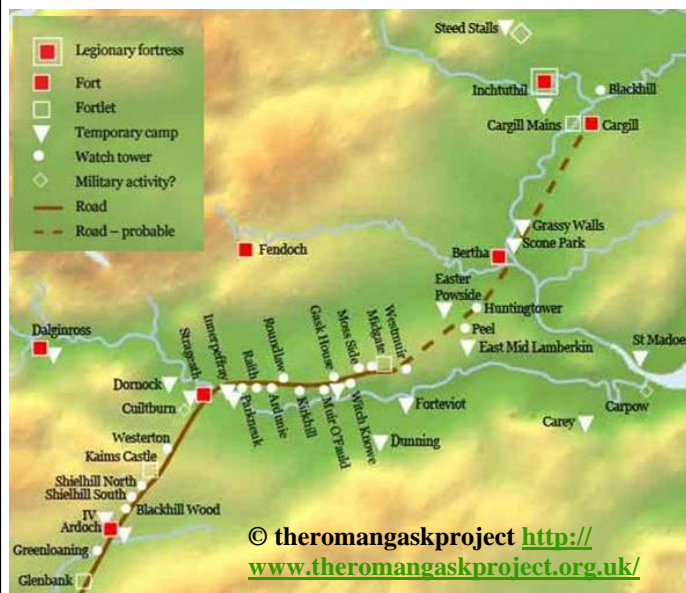 Legionary fortress
Fort
Fortlet
Temporary camp
Watch tower
Military activity?
Road
Road – probable
Steed Stalls
Inchtuthil
Blackhill
Cargill Mains
Cargill
Grassy Walls
Scone Park
Bertha
Fendoch
Easter
Powside
Huntingtower
Peel
East Mid Lamberkin
St Madoes
Carpow
Carey
Dalginross
Dornock
Cuiltburn
Strageath
Innerpeffray
Parkneuk
Raith
Ardunie
Roundlaw
Kirkhill
Gask House
Muir O'Fauld
Moss Side
Witch Knowe
Midgate
Westmuir
Forteviot
Dunning
Westerton
Kaims Castle
Shielhill North
Shielhill South
Blackhill Wood
IV
Ardoch
Greenloaning
Glenbank
© theromangaskproject http://
www.theromangaskproject.org.uk/